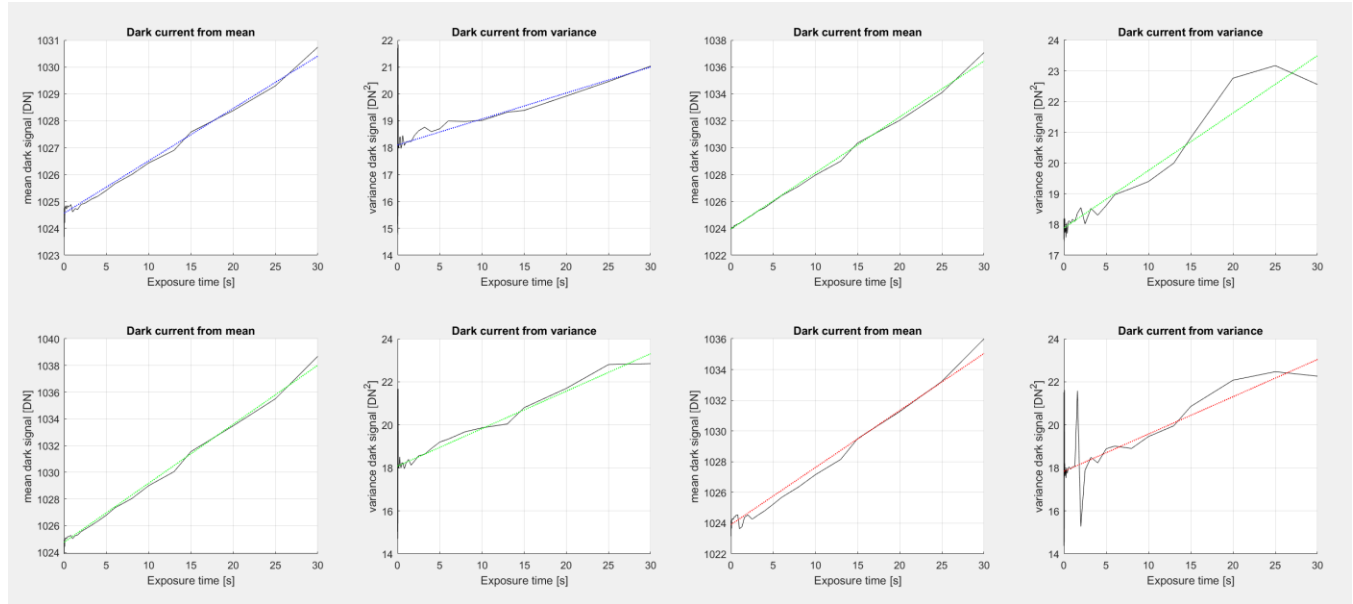 Dark current from mean
mean dark signal [DN]
1031
1030
1029
1028
1027
1026
1025
1024
1023
0 5 10 15 20 25 30
Exposure time [s]
Dark current from variance
variance dark signal [DN²]
22
21
20
19
18
17
16
15
14
0 5 10 15 20 25 30
Exposure time [s]
Dark current from mean
mean dark signal [DN]
1038
1036
1034
1032
1030
1028
1026
1024
1022
0 5 10 15 20 25 30
Exposure time [s]
Dark current from variance
variance dark signal [DN²]
24
23
22
21
20
19
18
17
0 5 10 15 20 25 30
Exposure time [s]
Dark current from mean
mean dark signal [DN]
1040
1038
1036
1034
1032
1030
1028
1026
1024
0 5 10 15 20 25 30
Exposure time [s]
Dark current from variance
variance dark signal [DN²]
24
22
20
18
16
14
0 5 10 15 20 25 30
Exposure time [s]
Dark current from mean
mean dark signal [DN]
1036
1034
1032
1030
1028
1026
1024
1022
0 5 10 15 20 25 30
Exposure time [s]
Dark current from variance
variance dark signal [DN²]
24
22
20
18
16
14
0 5 10 15 20 25 30
Exposure time [s]